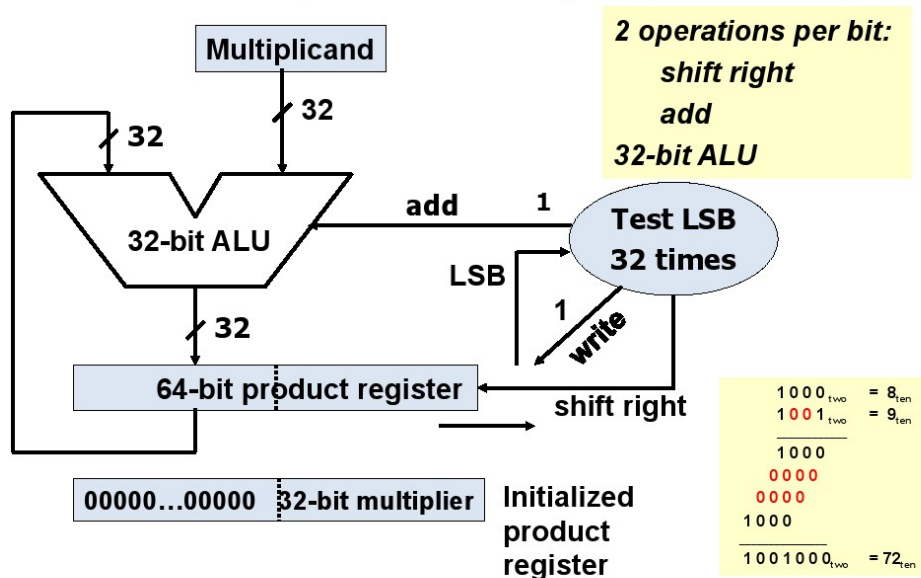 Multiplicand
2 operations per bit:
shift right
add
32-bit ALU
32
32
32-bit ALU
add
1
Test LSB
32 times
LSB
1
write
32
64-bit product register
shift right
00000...00000 32-bit multiplier
Initialized
product
register
1000two = 8ten
1001two = 9ten
1000
0000
0000
1000
1001000two = 72ten